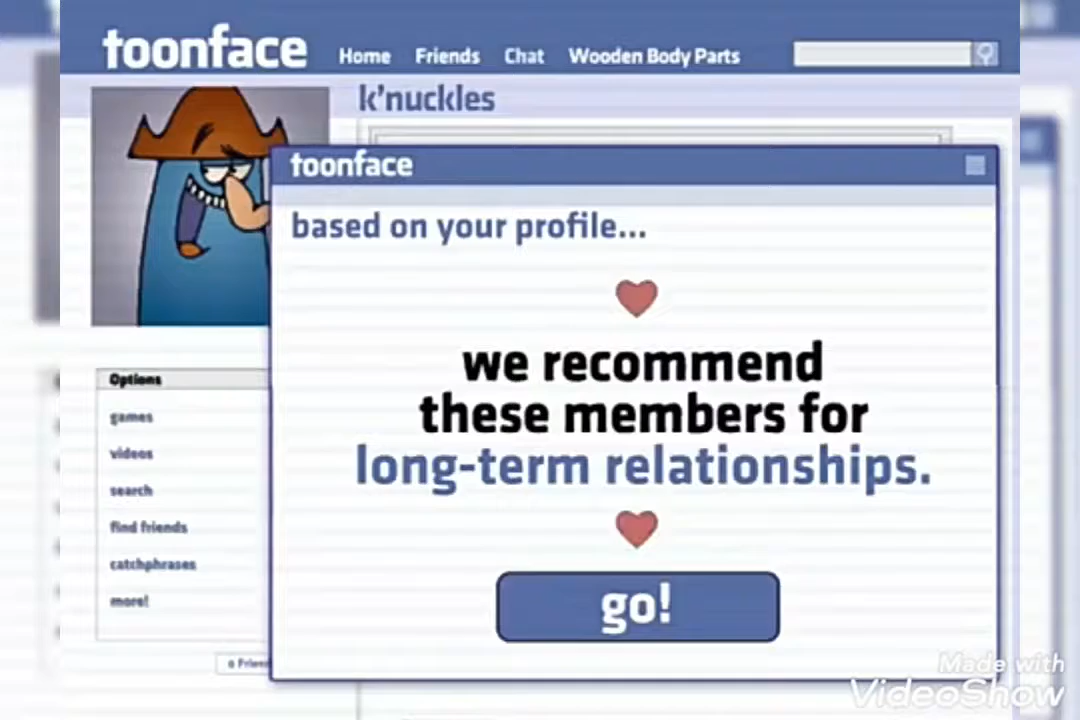 toonface
Home Friends Chat Wooden Body Parts
k'nuckles
toonface
based on your profile...
we recommend
these members for
long-term relationships.
go!
Options
games
videos
search
find friends
catchphrases
more!
Made with
VideoShow